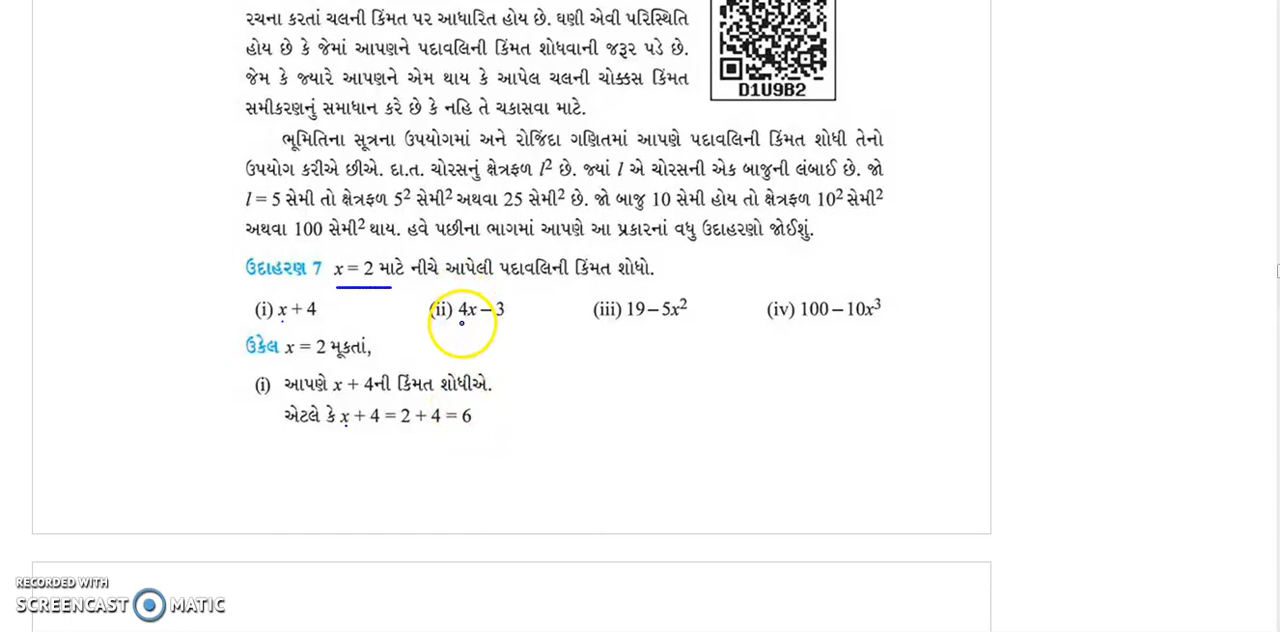 રચના કરતાં ચલની કિંમત પર આધારિત હોય છે. ઘણી એવી પરિસ્થિતિ
હોય છે કે જેમાં આપણને પદાવલિની કિંમત શોધવાની જરૂર પડે છે.
જેમ કે જ્યારે આપણને એમ થાય કે આપેલ ચલની ચોક્કસ કિંમત
સમીકરણનું સમાધાન કરે છે કે નહિ તે ચકાસવા માટે.
D1U9B2
ભૂમિતિના સૂત્રના ઉપયોગમાં અને રોજિંદા ગણિતમાં આપણે પદાવલિની કિંમત શોધી તેનો
ઉપયોગ કરીએ છીએ. દા.ત. ચોરસનું ક્ષેત્રફળ l² છે. જ્યાં l એ ચોરસની એક બાજુની લંબાઈ છે. જો
l = 5 સેમી તો ક્ષેત્રફળ 5² સેમી² અથવા 25 સેમી² છે. જો બાજુ 10 સેમી હોય તો ક્ષેત્રફળ 10² સેમી²
અથવા 100 સેમી² થાય. હવે પછીના ભાગમાં આપણે આ પ્રકારનાં વધુ ઉદાહરણો જોઈશું.
ઉદાહરણ 7 x = 2 માટે નીચે આપેલી પદાવલિની કિંમત શોધો.
(i) x + 4 (ii) 4x – 3 (iii) 19 – 5x² (iv) 100 – 10x³
ઉકેલ x = 2 મૂકતાં,
(i) આપણે x + 4ની કિંમત શોધીએ.
એટલે કે x + 4 = 2 + 4 = 6
RECORDED WITH
SCREENCAST MATIC